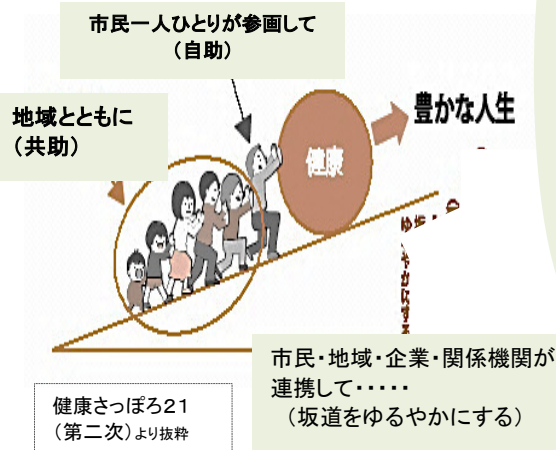 市民一人ひとりが参画して
（自助）
地域とともに
（共助）
健康
豊かな人生
市民・地域・企業・関係機関が
連携して・・・・・
（坂道をゆるやかにする）
健康さっぽろ２１
（第二次）より抜粋